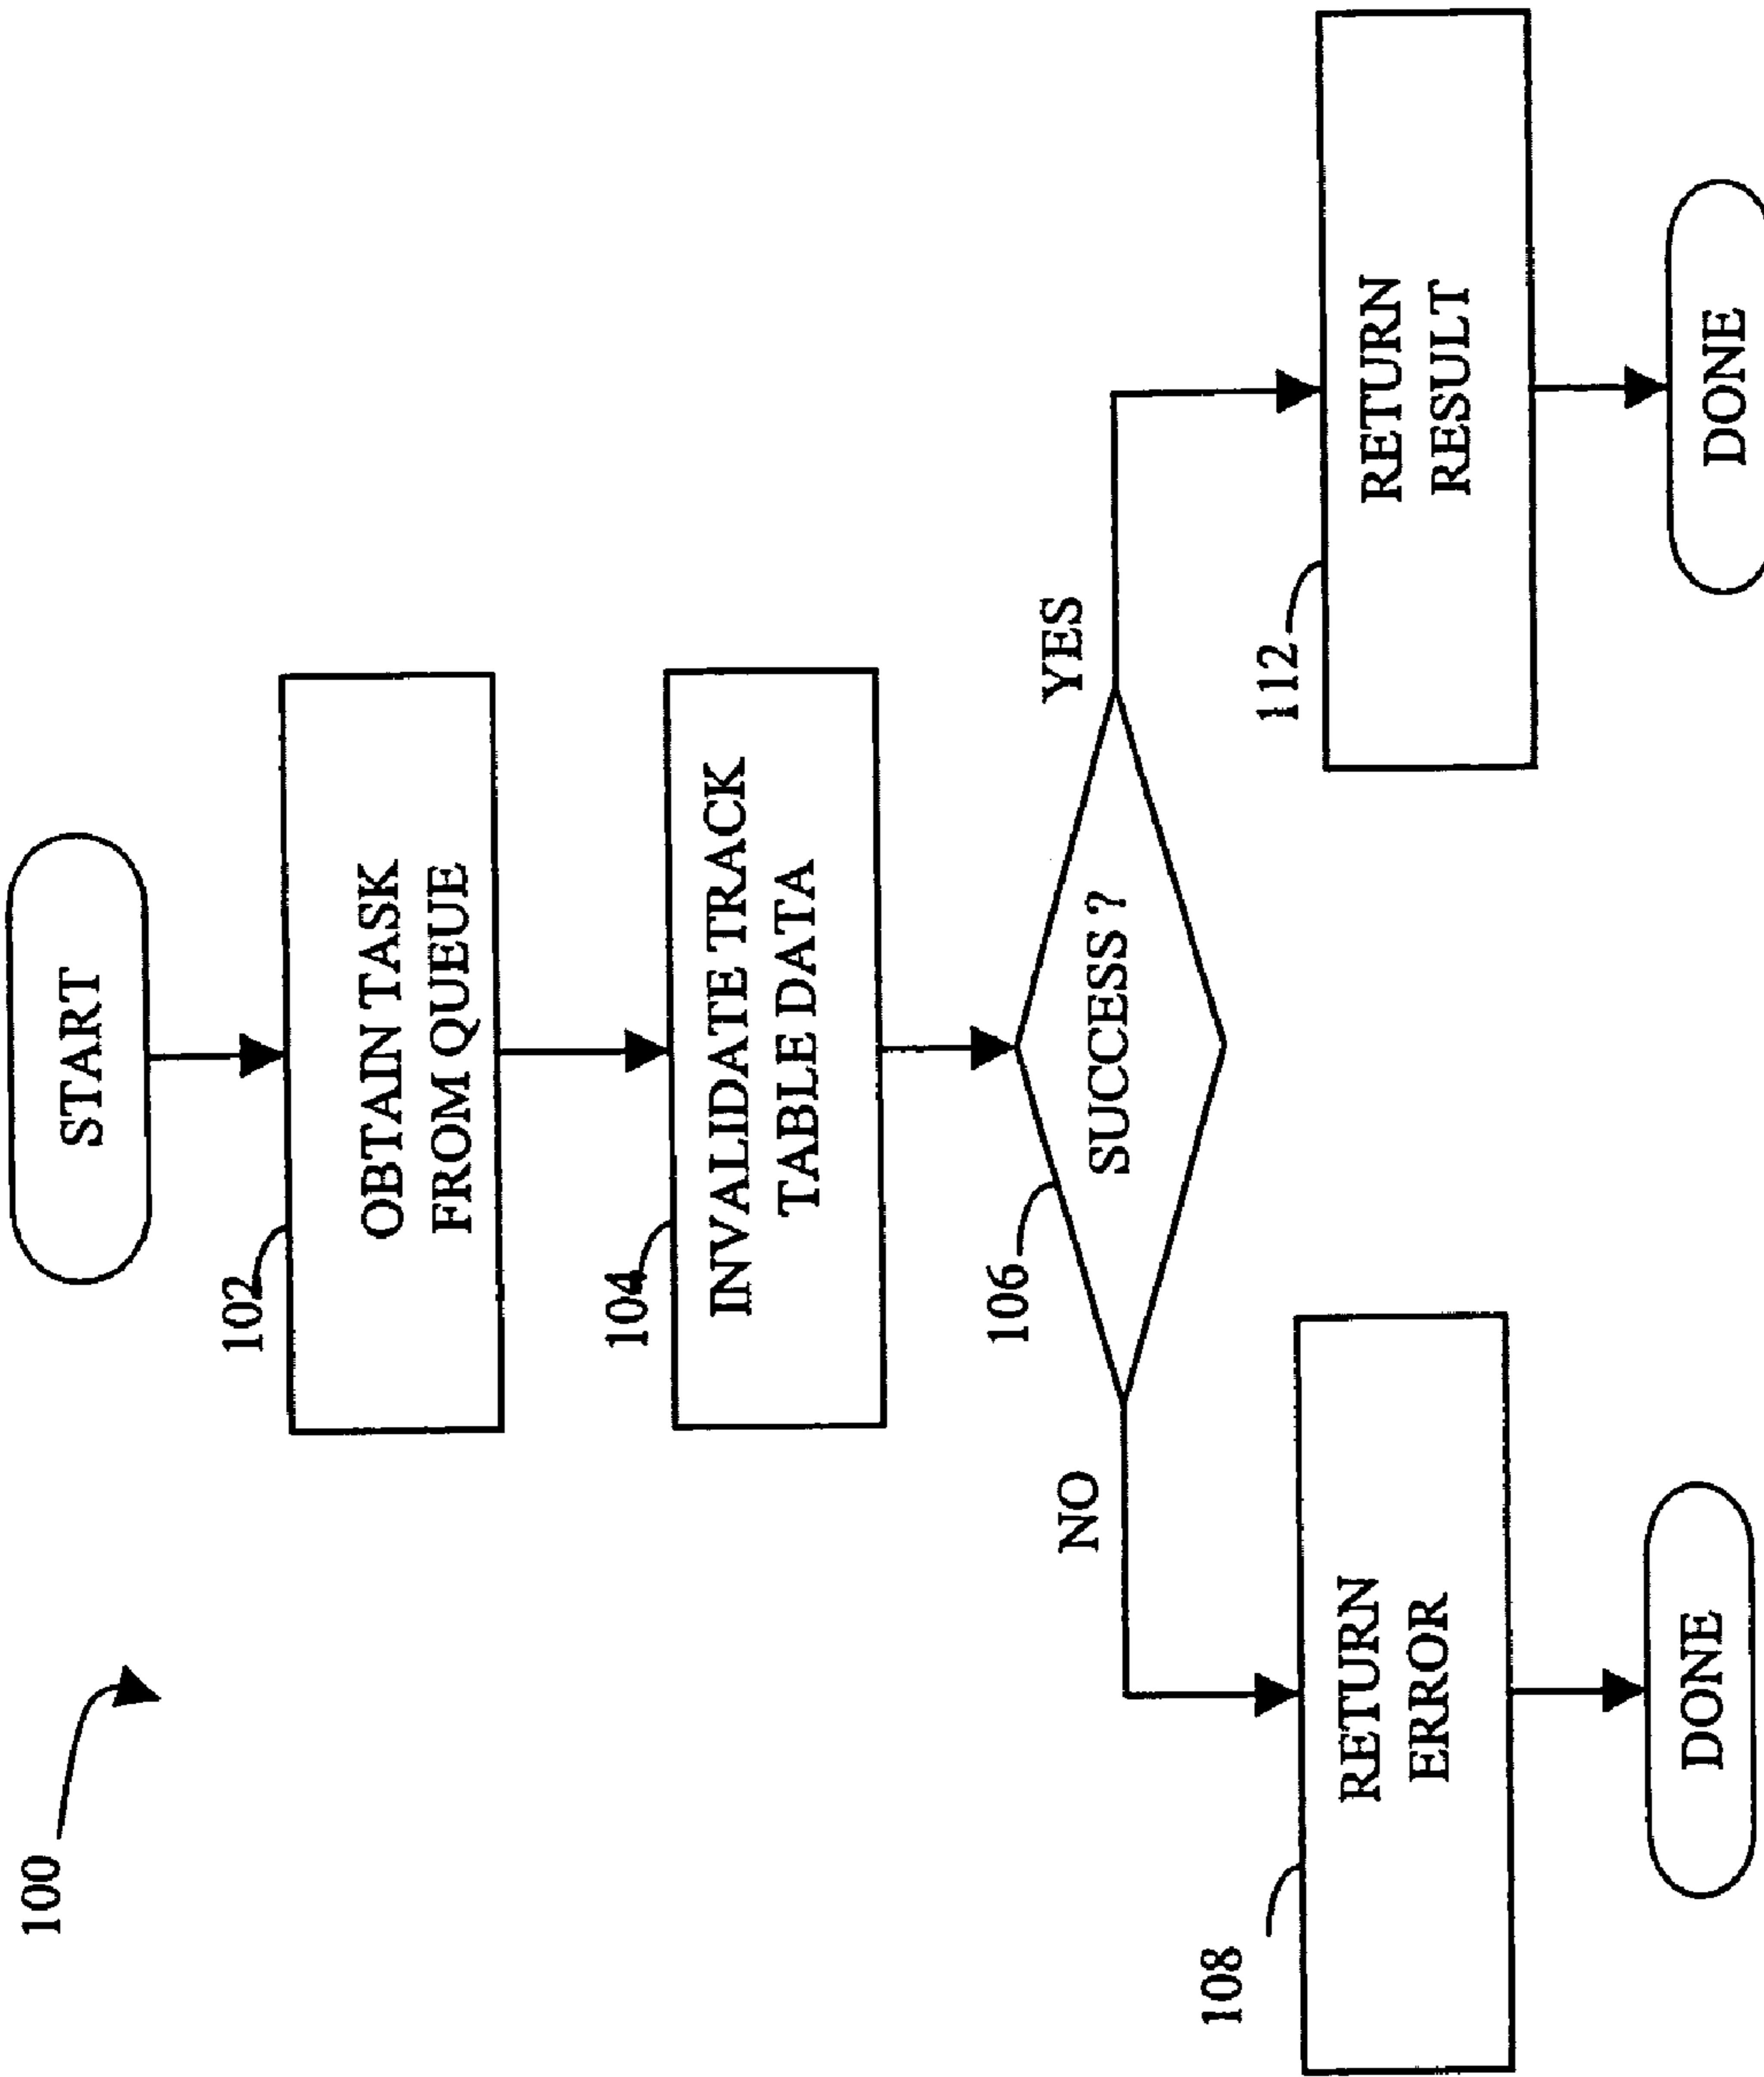 100
START
102
OBTAIN TASK
FROM QUEUE
104
INVALIDATE TRACK
TABLE DATA
106
SUCCESS ?
NO
YES
108
RETURN
ERROR
112
RETURN
RESULT
DONE
DONE